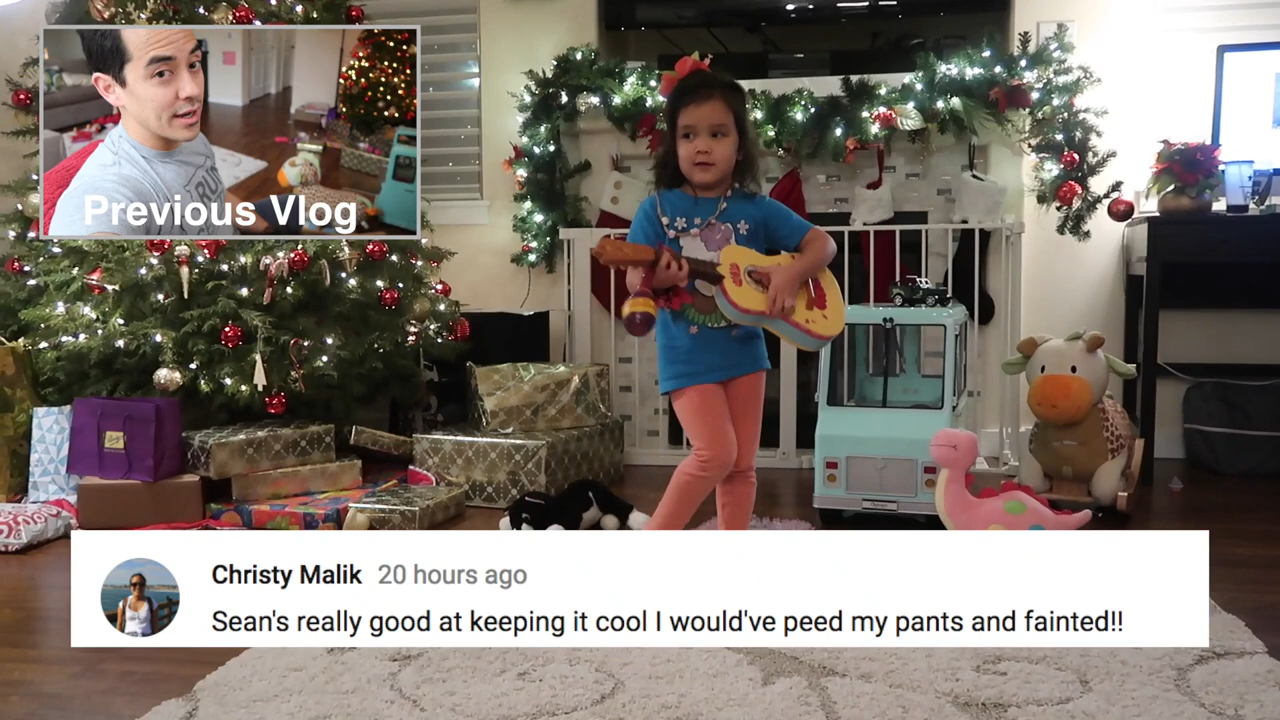 Previous Vlog
Christy Malik 20 hours ago
Sean's really good at keeping it cool I would've peed my pants and fainted!!